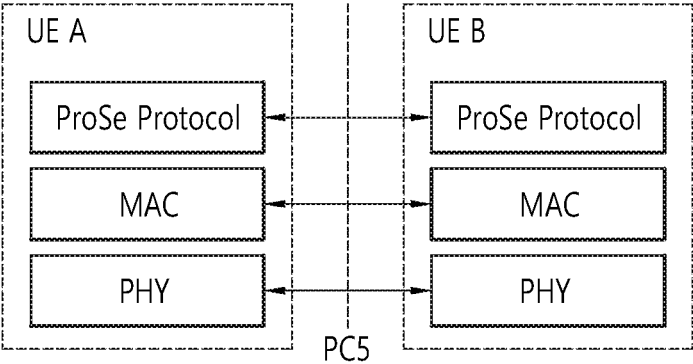 UE A
UE B
ProSe Protocol
ProSe Protocol
MAC
MAC
PHY
PHY
PC5